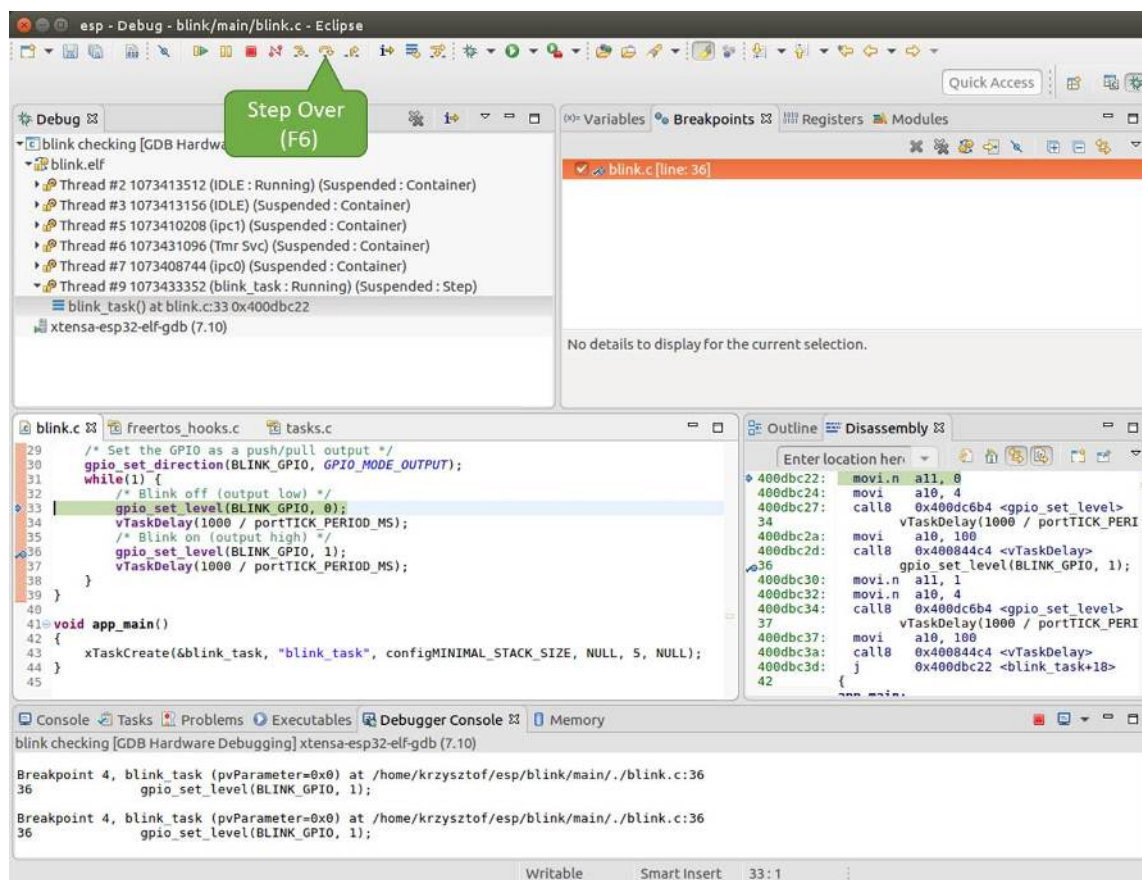 esp - Debug - blink/main/blink.c - Eclipse
Quick Access
Step Over
(F6)
Debug
blink checking [GDB Hardwa
blink.elf
Thread #2 1073413512 (IDLE : Running) (Suspended : Container)
Thread #3 1073413156 (IDLE) (Suspended : Container)
Thread #5 1073410208 (ipc1) (Suspended : Container)
Thread #6 1073431096 (Tmr Svc) (Suspended : Container)
Thread #7 1073408744 (ipc0) (Suspended : Container)
Thread #9 1073433352 (blink_task : Running) (Suspended : Step)
blink_task() at blink.c:33 0x400dbc22
xtensa-esp32-elf-gdb (7.10)
(x)= Variables Breakpoints Registers Modules
blink.c [line: 36]
No details to display for the current selection.
blink.c freertos_hooks.c tasks.c
29 /* Set the GPIO as a push/pull output */
30 gpio_set_direction(BLINK_GPIO, GPIO_MODE_OUTPUT);
31 while(1) {
32 /* Blink off (output low) */
33 gpio_set_level(BLINK_GPIO, 0);
34 vTaskDelay(1000 / portTICK_PERIOD_MS);
35 /* Blink on (output high) */
36 gpio_set_level(BLINK_GPIO, 1);
37 vTaskDelay(1000 / portTICK_PERIOD_MS);
38 }
39 }
40
41 void app_main()
42 {
43 xTaskCreate(&blink_task, "blink_task", configMINIMAL_STACK_SIZE, NULL, 5, NULL);
44 }
45
Outline Disassembly
Enter location her
400dbc22: movi.n a11, 0
400dbc24: movi a10, 4
400dbc27: call8 0x400dc6b4 <gpio_set_level>
34 vTaskDelay(1000 / portTICK_PERI
400dbc2a: movi a10, 100
400dbc2d: call8 0x400844c4 <vTaskDelay>
36 gpio_set_level(BLINK_GPIO, 1);
400dbc30: movi.n a11, 1
400dbc32: movi.n a10, 4
400dbc34: call8 0x400dc6b4 <gpio_set_level>
37 vTaskDelay(1000 / portTICK_PERI
400dbc37: movi a10, 100
400dbc3a: call8 0x400844c4 <vTaskDelay>
400dbc3d: j 0x400dbc22 <blink_task+18>
42 {
app_main:
Console Tasks Problems Executables Debugger Console Memory
blink checking [GDB Hardware Debugging] xtensa-esp32-elf-gdb (7.10)
Breakpoint 4, blink_task (pvParameter=0x0) at /home/krzysztof/esp/blink/main/./blink.c:36
36 gpio_set_level(BLINK_GPIO, 1);
Breakpoint 4, blink_task (pvParameter=0x0) at /home/krzysztof/esp/blink/main/./blink.c:36
36 gpio_set_level(BLINK_GPIO, 1);
Writable Smart Insert 33 : 1